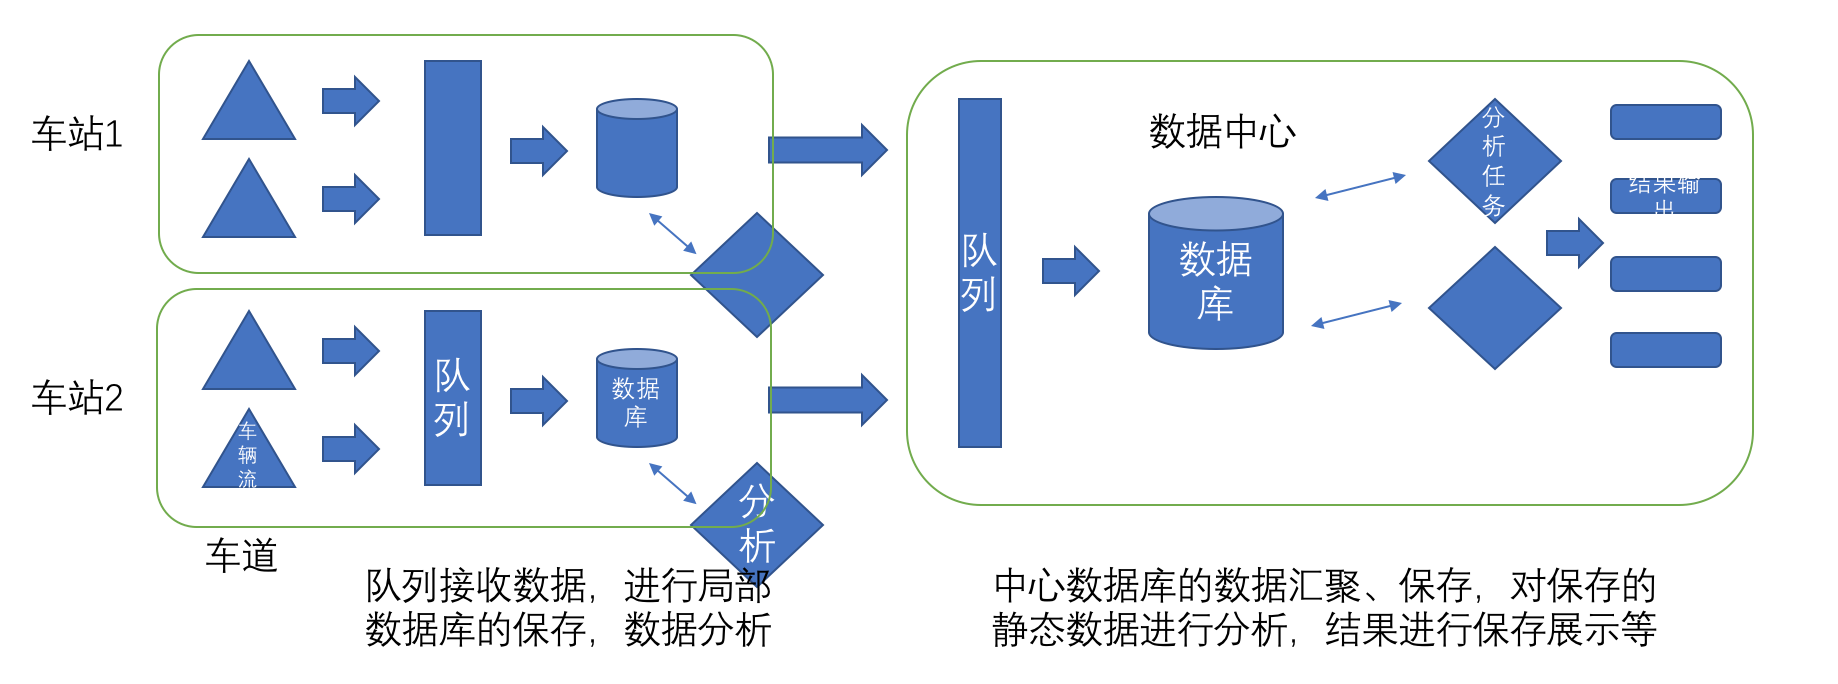 车站1
数据中心
分
析
任
务
结果输
出
队
列
数据
库
车站2
队
列
数据
库
车
辆
流
分
析
车道
队列接收数据，进行局部
数据库的保存，数据分析
中心数据库的数据汇聚、保存，对保存的
静态数据进行分析，结果进行保存展示等